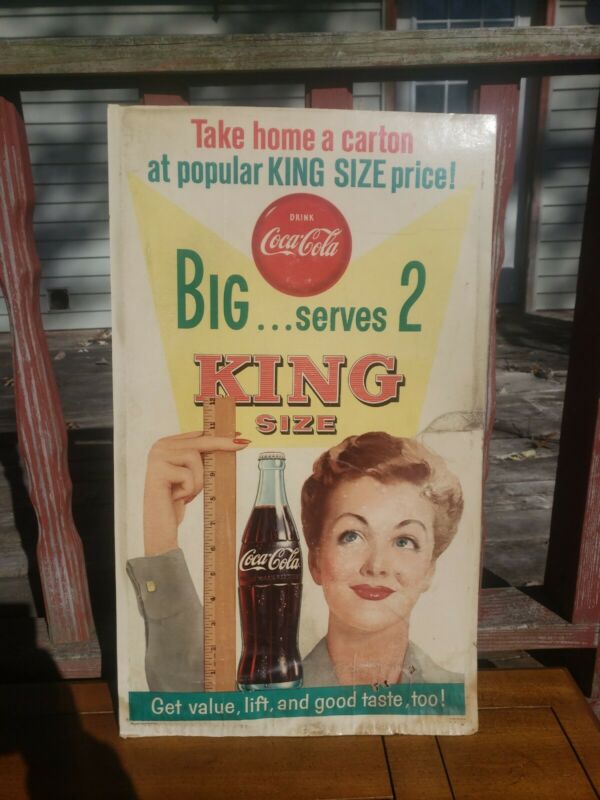 Take home a carton
at popular KING SIZE price!
DRINK
Coca-Cola
BIG ...serves 2
KING
SIZE
Coca-Cola
Get value, lift, and good taste, too!